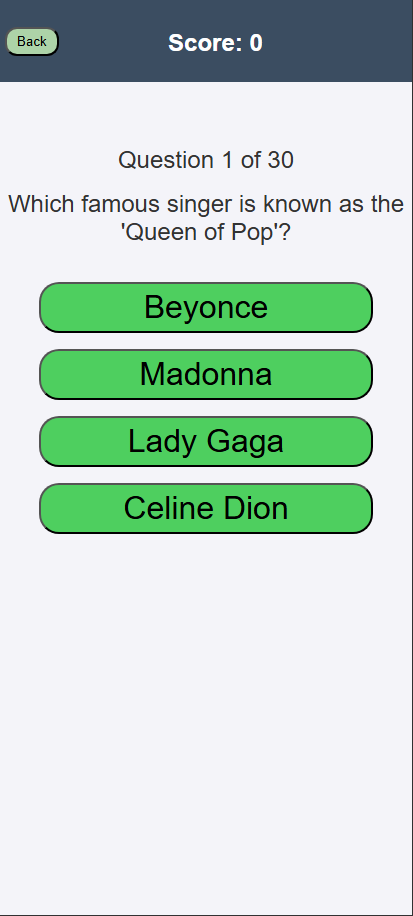 Back
Score: 0
Question 1 of 30
Which famous singer is known as the
'Queen of Pop'?
Beyonce
Madonna
Lady Gaga
Celine Dion